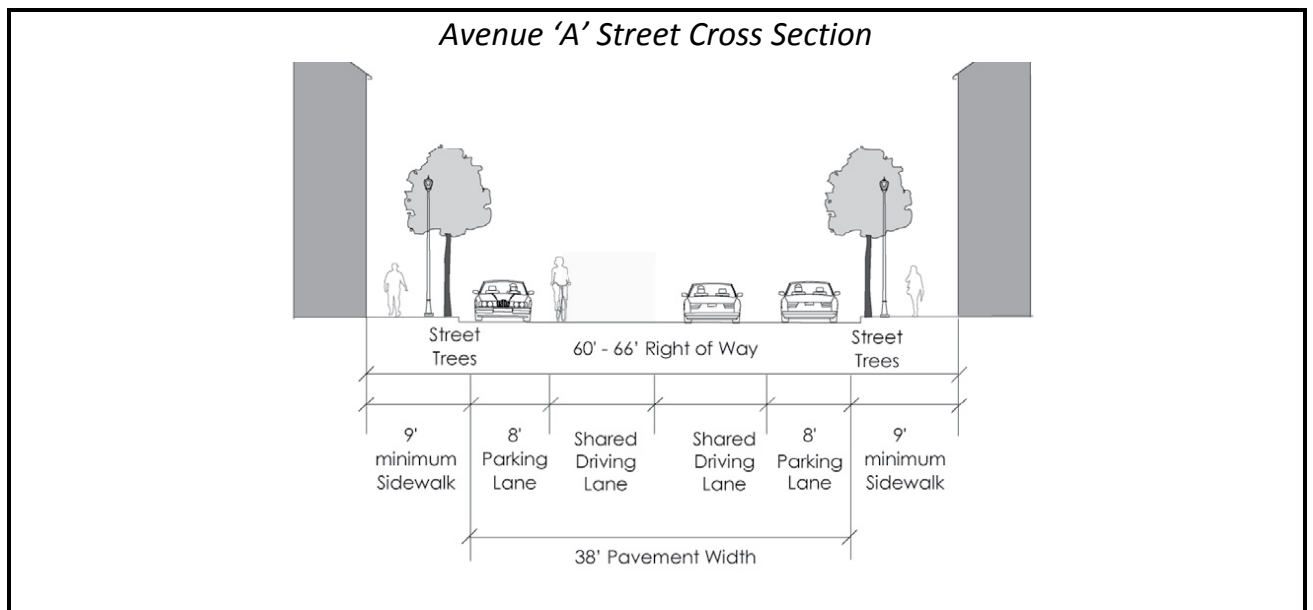 Avenue ‘A’ Street Cross Section
Street
Trees
60' - 66’ Right of Way
Street
Trees
9'
minimum
Sidewalk
8'
Parking
Lane
Shared
Driving
Lane
Shared
Driving
Lane
8'
Parking
Lane
9'
minimum
Sidewalk
38’ Pavement Width